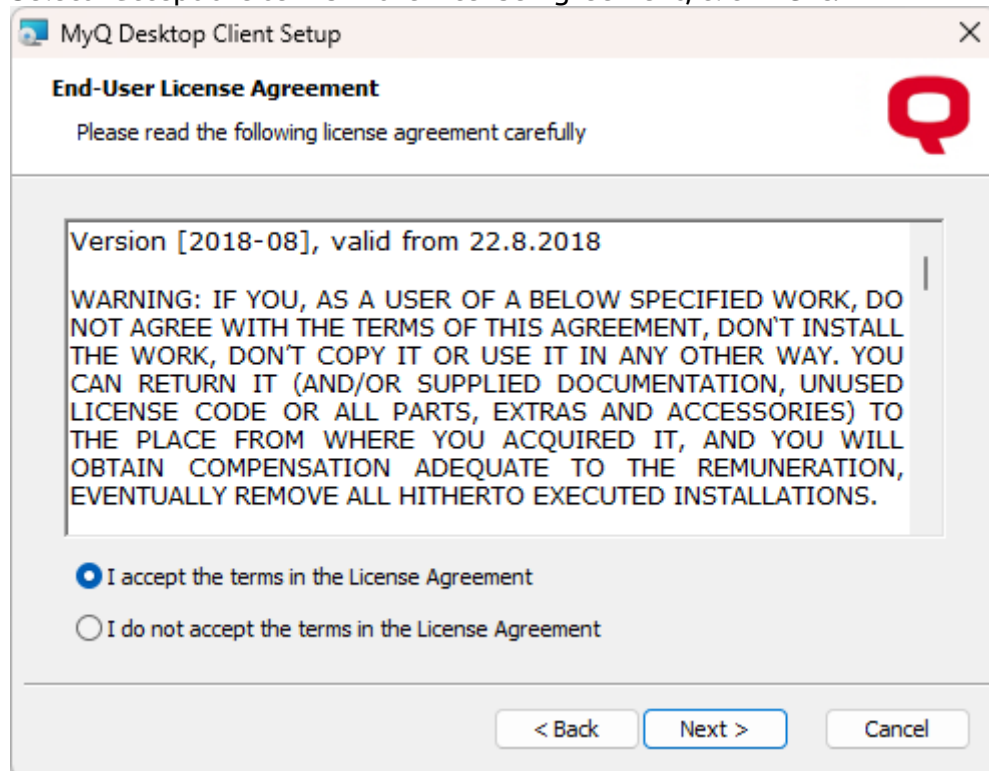 MyQ Desktop Client Setup
End-User License Agreement
Please read the following license agreement carefully
Version [2018-08], valid from 22.8.2018
WARNING: IF YOU, AS A USER OF A BELOW SPECIFIED WORK, DO
NOT AGREE WITH THE TERMS OF THIS AGREEMENT, DON`T INSTALL
THE WORK, DON'T COPY IT OR USE IT IN ANY OTHER WAY. YOU
CAN RETURN IT (AND/OR SUPPLIED DOCUMENTATION, UNUSED
LICENSE CODE OR ALL PARTS, EXTRAS AND ACCESSORIES) TO
THE PLACE FROM WHERE YOU ACQUIRED IT, AND YOU WILL
OBTAIN COMPENSATION ADEQUATE TO THE REMUNERATION,
EVENTUALLY REMOVE ALL HITHERTO EXECUTED INSTALLATIONS.
I accept the terms in the License Agreement
I do not accept the terms in the License Agreement
< Back Next > Cancel